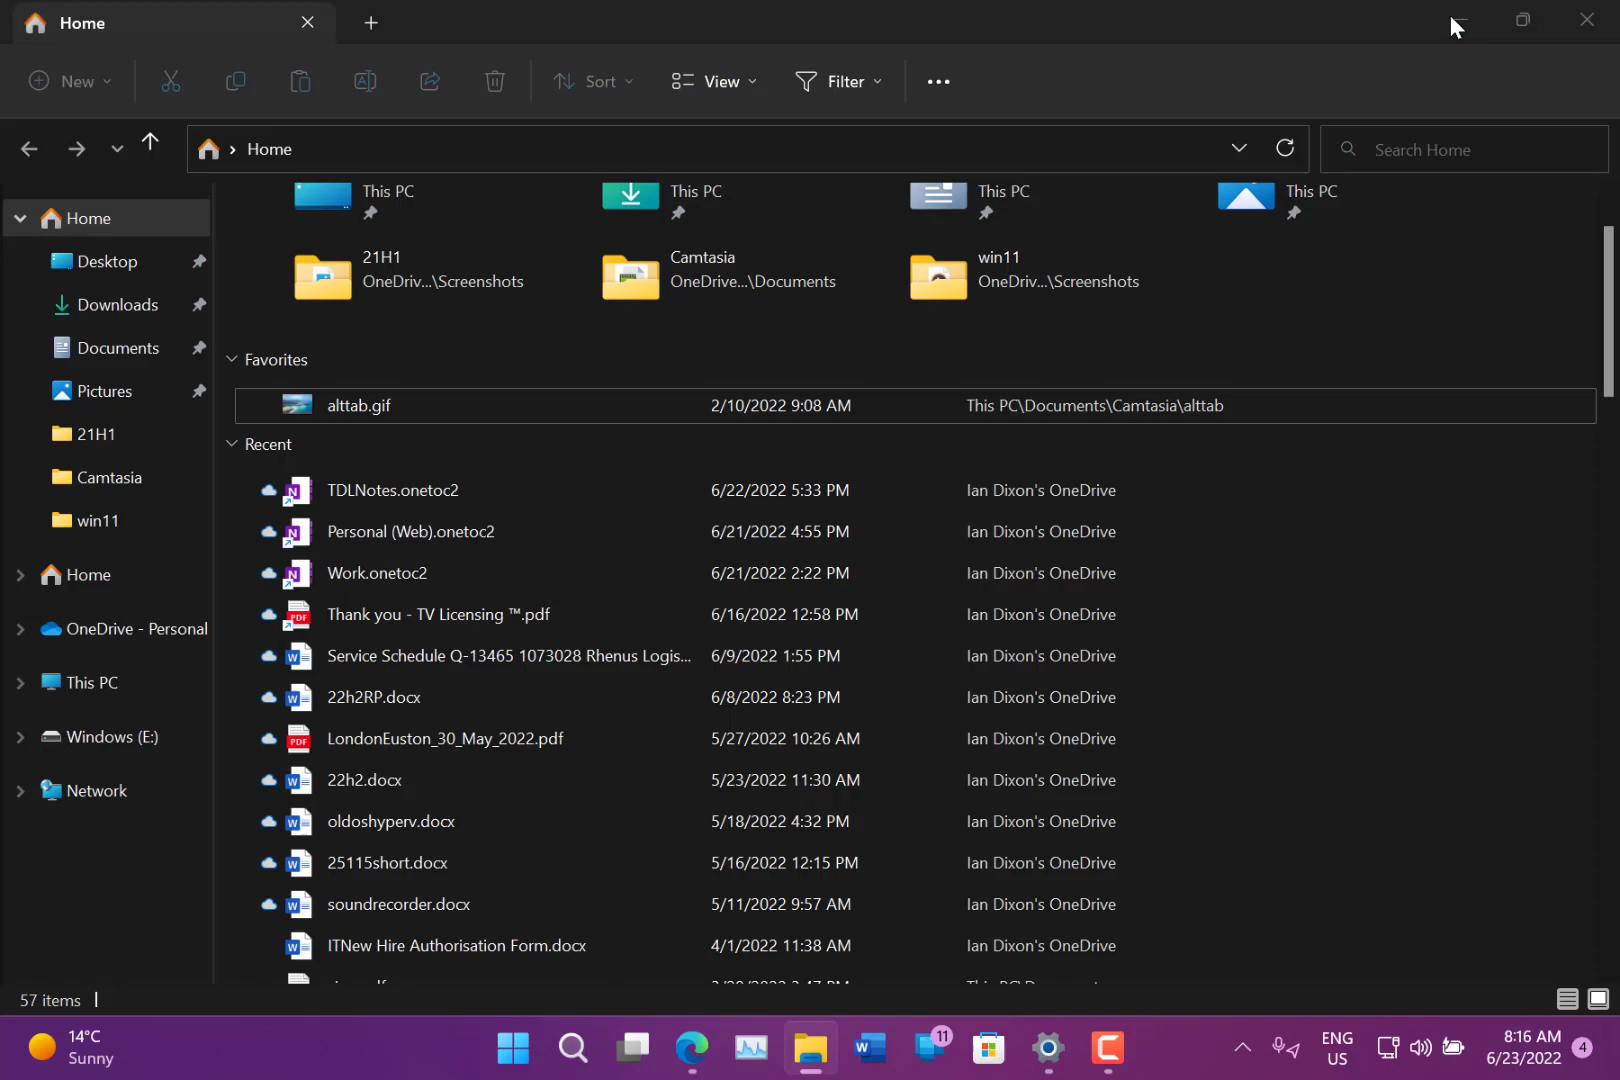 Home
New
Sort
View
Filter
Home
Search Home
Home
Desktop
Downloads
Documents
Pictures
21H1
Camtasia
win11
Home
OneDrive - Personal
This PC
Windows (E:)
Network
This PC
This PC
This PC
This PC
21H1
OneDriv...\Screenshots
Camtasia
OneDrive...\Documents
win11
OneDriv...\Screenshots
Favorites
alttab.gif 2/10/2022 9:08 AM This PC\Documents\Camtasia\alttab
Recent
TDLNotes.onetoc2 6/22/2022 5:33 PM Ian Dixon's OneDrive
Personal (Web).onetoc2 6/21/2022 4:55 PM Ian Dixon's OneDrive
Work.onetoc2 6/21/2022 2:22 PM Ian Dixon's OneDrive
Thank you - TV Licensing ™.pdf 6/16/2022 12:58 PM Ian Dixon's OneDrive
Service Schedule Q-13465 1073028 Rhenus Logis... 6/9/2022 1:55 PM Ian Dixon's OneDrive
22h2RP.docx 6/8/2022 8:23 PM Ian Dixon's OneDrive
LondonEuston_30_May_2022.pdf 5/27/2022 10:26 AM Ian Dixon's OneDrive
22h2.docx 5/23/2022 11:30 AM Ian Dixon's OneDrive
oldoshyperv.docx 5/18/2022 4:32 PM Ian Dixon's OneDrive
25115short.docx 5/16/2022 12:15 PM Ian Dixon's OneDrive
soundrecorder.docx 5/11/2022 9:57 AM Ian Dixon's OneDrive
ITNew Hire Authorisation Form.docx 4/1/2022 11:38 AM Ian Dixon's OneDrive
57 items
14°C
Sunny
11
ENG
US
8:16 AM
6/23/2022
4